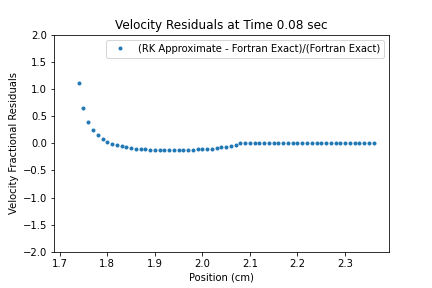 Velocity Residuals at Time 0.08 sec
(RK Approximate - Fortran Exact)/(Fortran Exact)
Velocity Fractional Residuals
2.0
1.5
1.0
0.5
0.0
−0.5
−1.0
−1.5
−2.0
1.7 1.8 1.9 2.0 2.1 2.2 2.3
Position (cm)